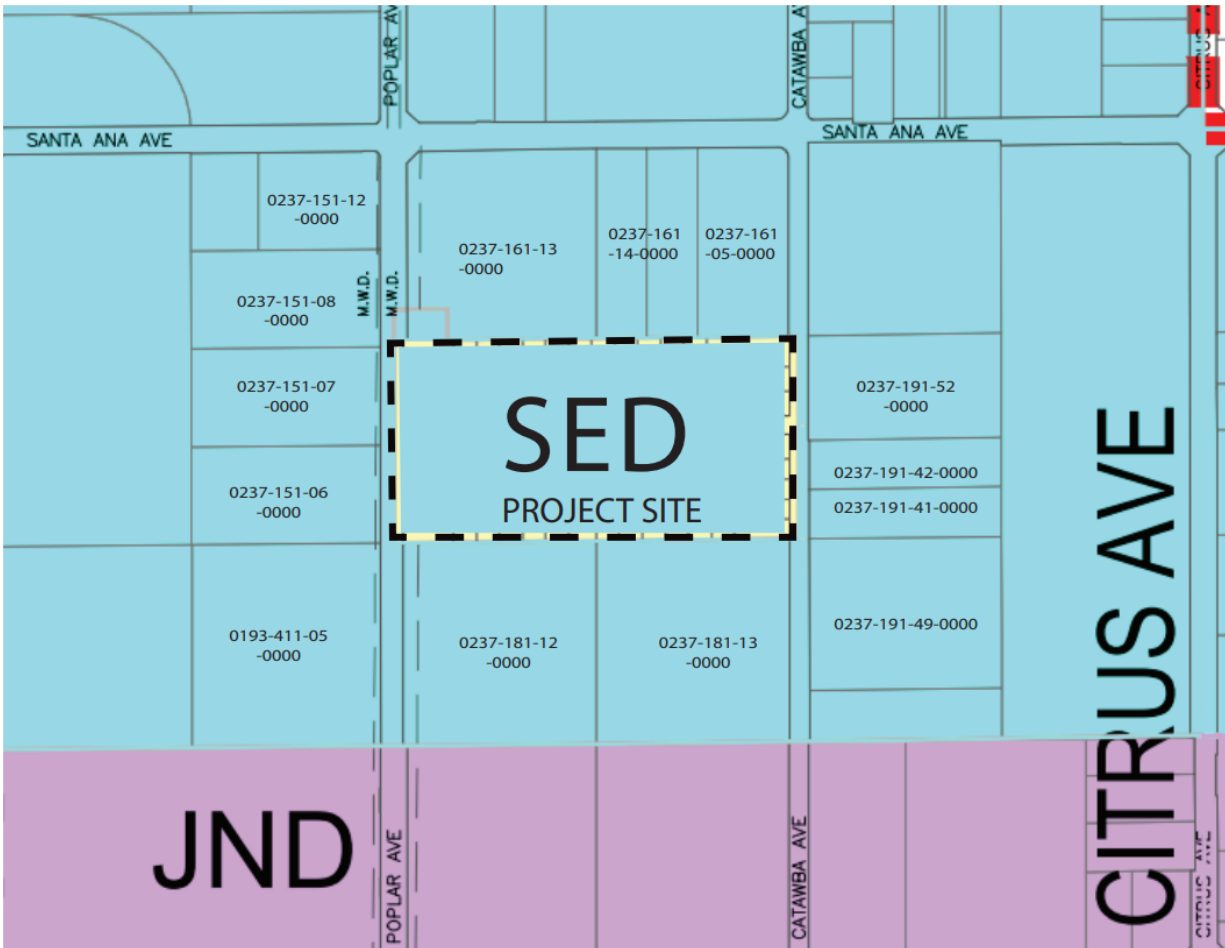 POPLAR AV
CATAWBA A
CITRUS A
SANTA ANA AVE
SANTA ANA AVE
0237-151-12
-0000
0237-161-13
-0000
0237-161
-14-0000
0237-161
-05-0000
M.W.D.
M.W.D.
0237-151-08
-0000
0237-151-07
-0000
0237-151-06
-0000
SED
PROJECT SITE
0237-191-52
-0000
0237-191-42-0000
0237-191-41-0000
0237-191-49-0000
CITRUS AVE
0193-411-05
-0000
0237-181-12
-0000
0237-181-13
-0000
JND
POPLAR AVE
CATAWBA AVE
CITRUS AVE